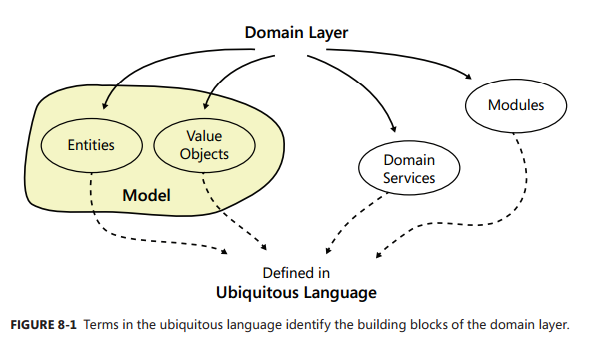 Domain Layer
Modules
Entities
Value
Objects
Domain
Services
Model
Defined in
Ubiquitous Language
FIGURE 8-1 Terms in the ubiquitous language identify the building blocks of the domain layer.